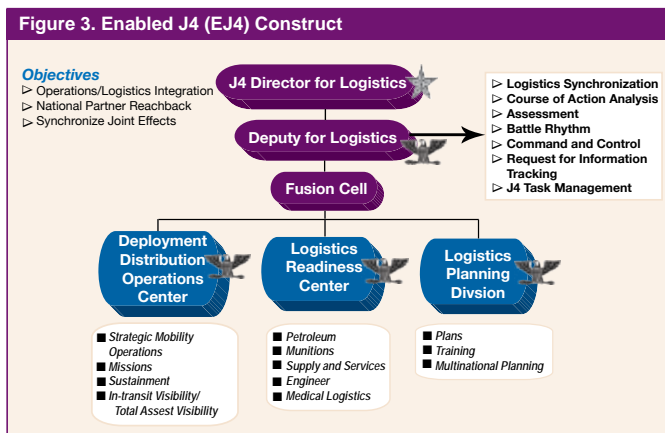 Figure 3. Enabled J4 (EJ4) Construct
Objectives
Operations/Logistics Integration
National Partner Reachback
Synchronize Joint Effects
J4 Director for Logistics
Deputy for Logistics
Fusion Cell
Logistics Synchronization
Course of Action Analysis
Assessment
Battle Rhythm
Command and Control
Request for Information
Tracking
J4 Task Management
Deployment
Distribution
Operations
Center
Strategic Mobility
Operations
Missions
Sustainment
In-transit Visibility/
Total Assest Visibility
Logistics
Readiness
Center
Petroleum
Munitions
Supply and Services
Engineer
Medical Logistics
Logistics
Planning
Divsion
Plans
Training
Multinational Planning